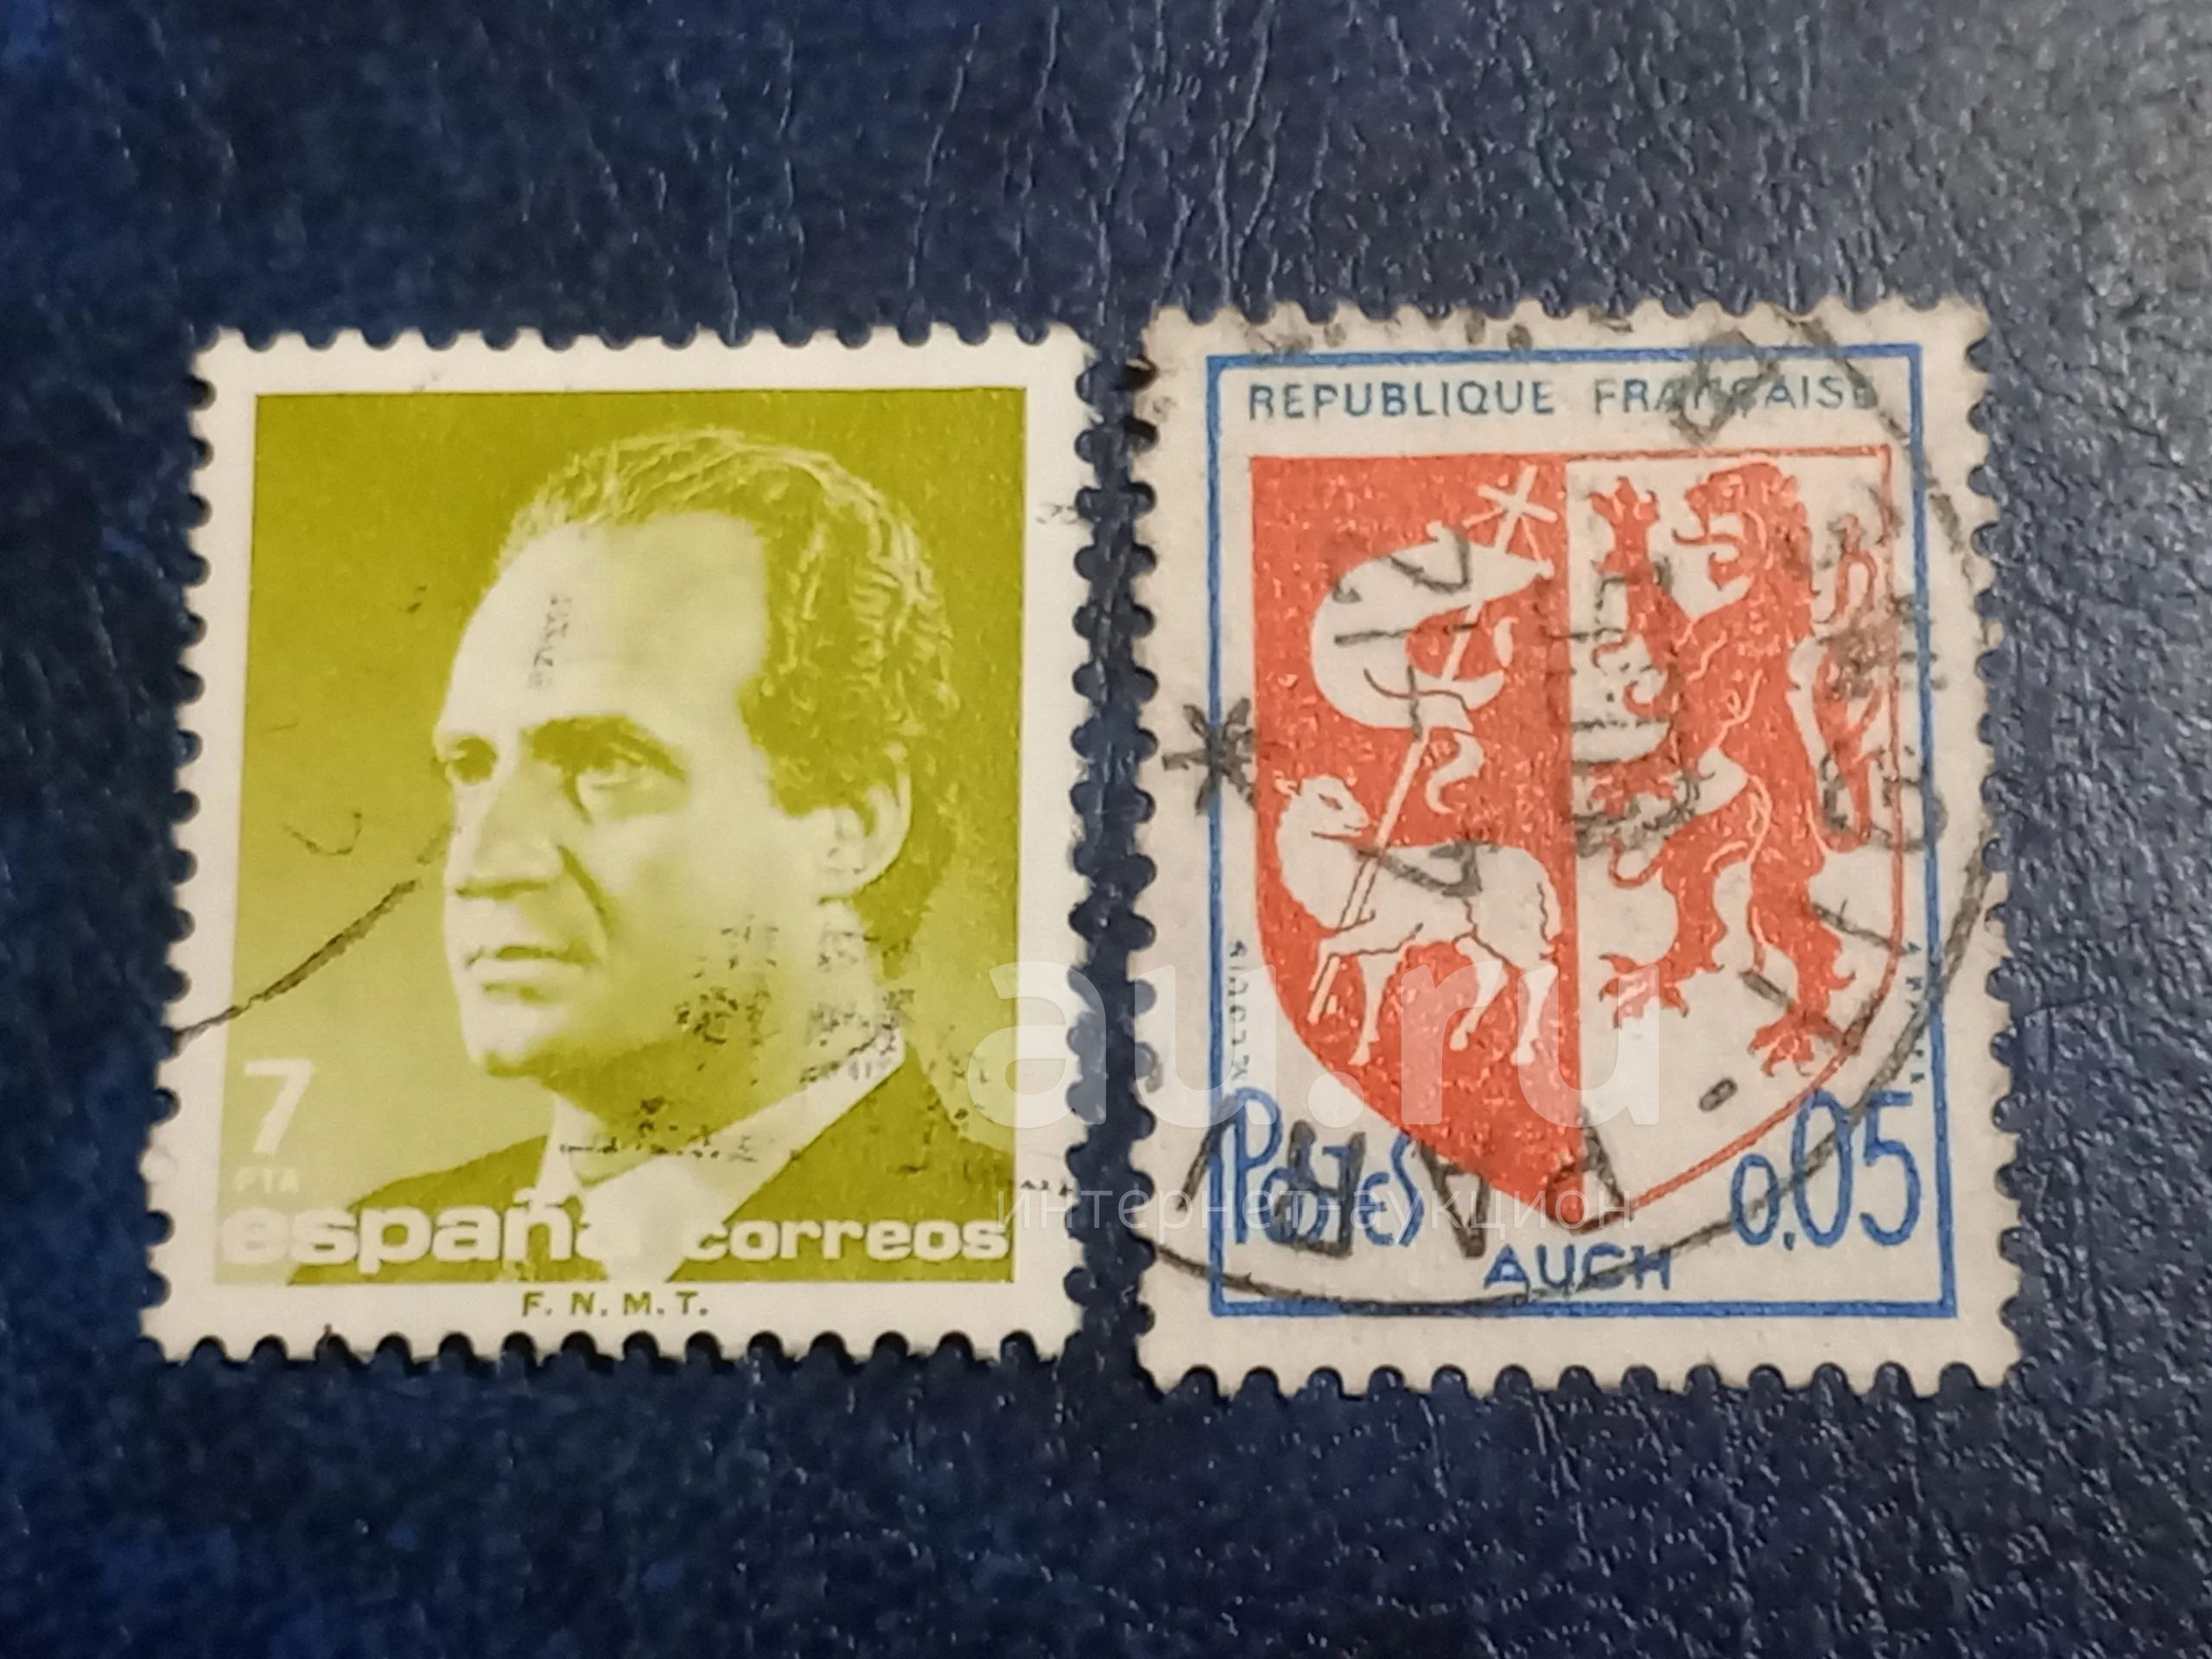 7
PTA
españa correos
F. N. M. T.
REPUBLIQUE FRANÇAISE
POSTES
0,05
AUCH
au.ru
интернет-аукцион